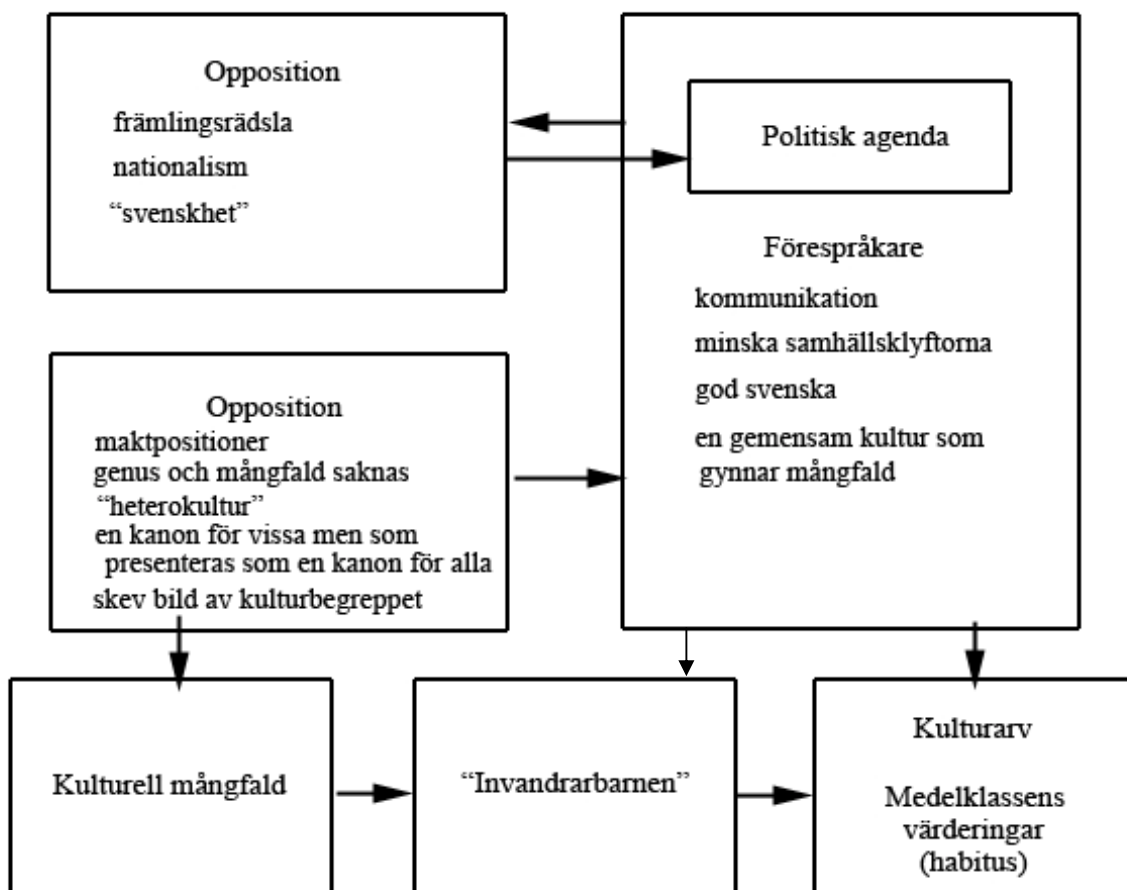 Opposition
främlingsrädsla
nationalism
“svenskhet”
Politisk agenda
Förespråkare
kommunikation
minska samhällsklyftorna
god svenska
en gemensam kultur som
gynnar mångfald
Opposition
maktpositioner
genus och mångfald saknas
“heterokultur”
en kanon för vissa men som
presenteras som en kanon för alla
skev bild av kulturbegreppet
Kulturell mångfald
“Invandrarbarnen”
Kulturarv
Medelklassens
värderingar
(habitus)